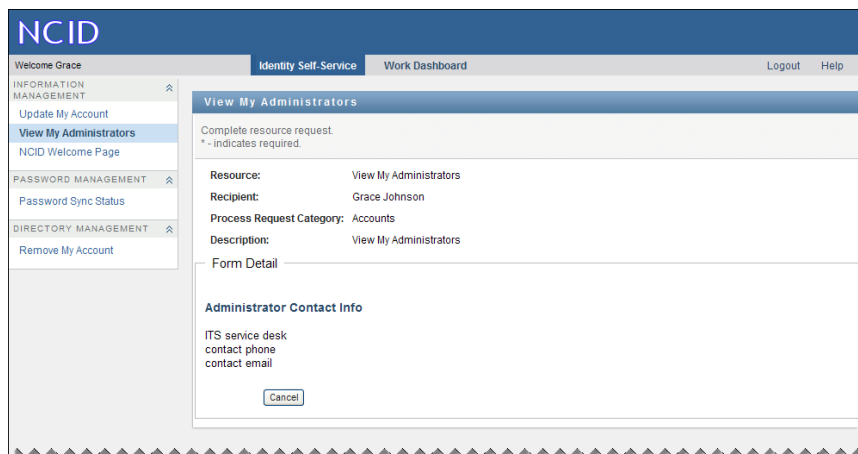 NCID
Welcome Grace
Identity Self-Service
Work Dashboard
Logout
Help
INFORMATION
MANAGEMENT
Update My Account
View My Administrators
NCID Welcome Page
PASSWORD MANAGEMENT
Password Sync Status
DIRECTORY MANAGEMENT
Remove My Account
View My Administrators
Complete resource request.
* - indicates required.
Resource: View My Administrators
Recipient: Grace Johnson
Process Request Category: Accounts
Description: View My Administrators
Form Detail
Administrator Contact Info
ITS service desk
contact phone
contact email
Cancel